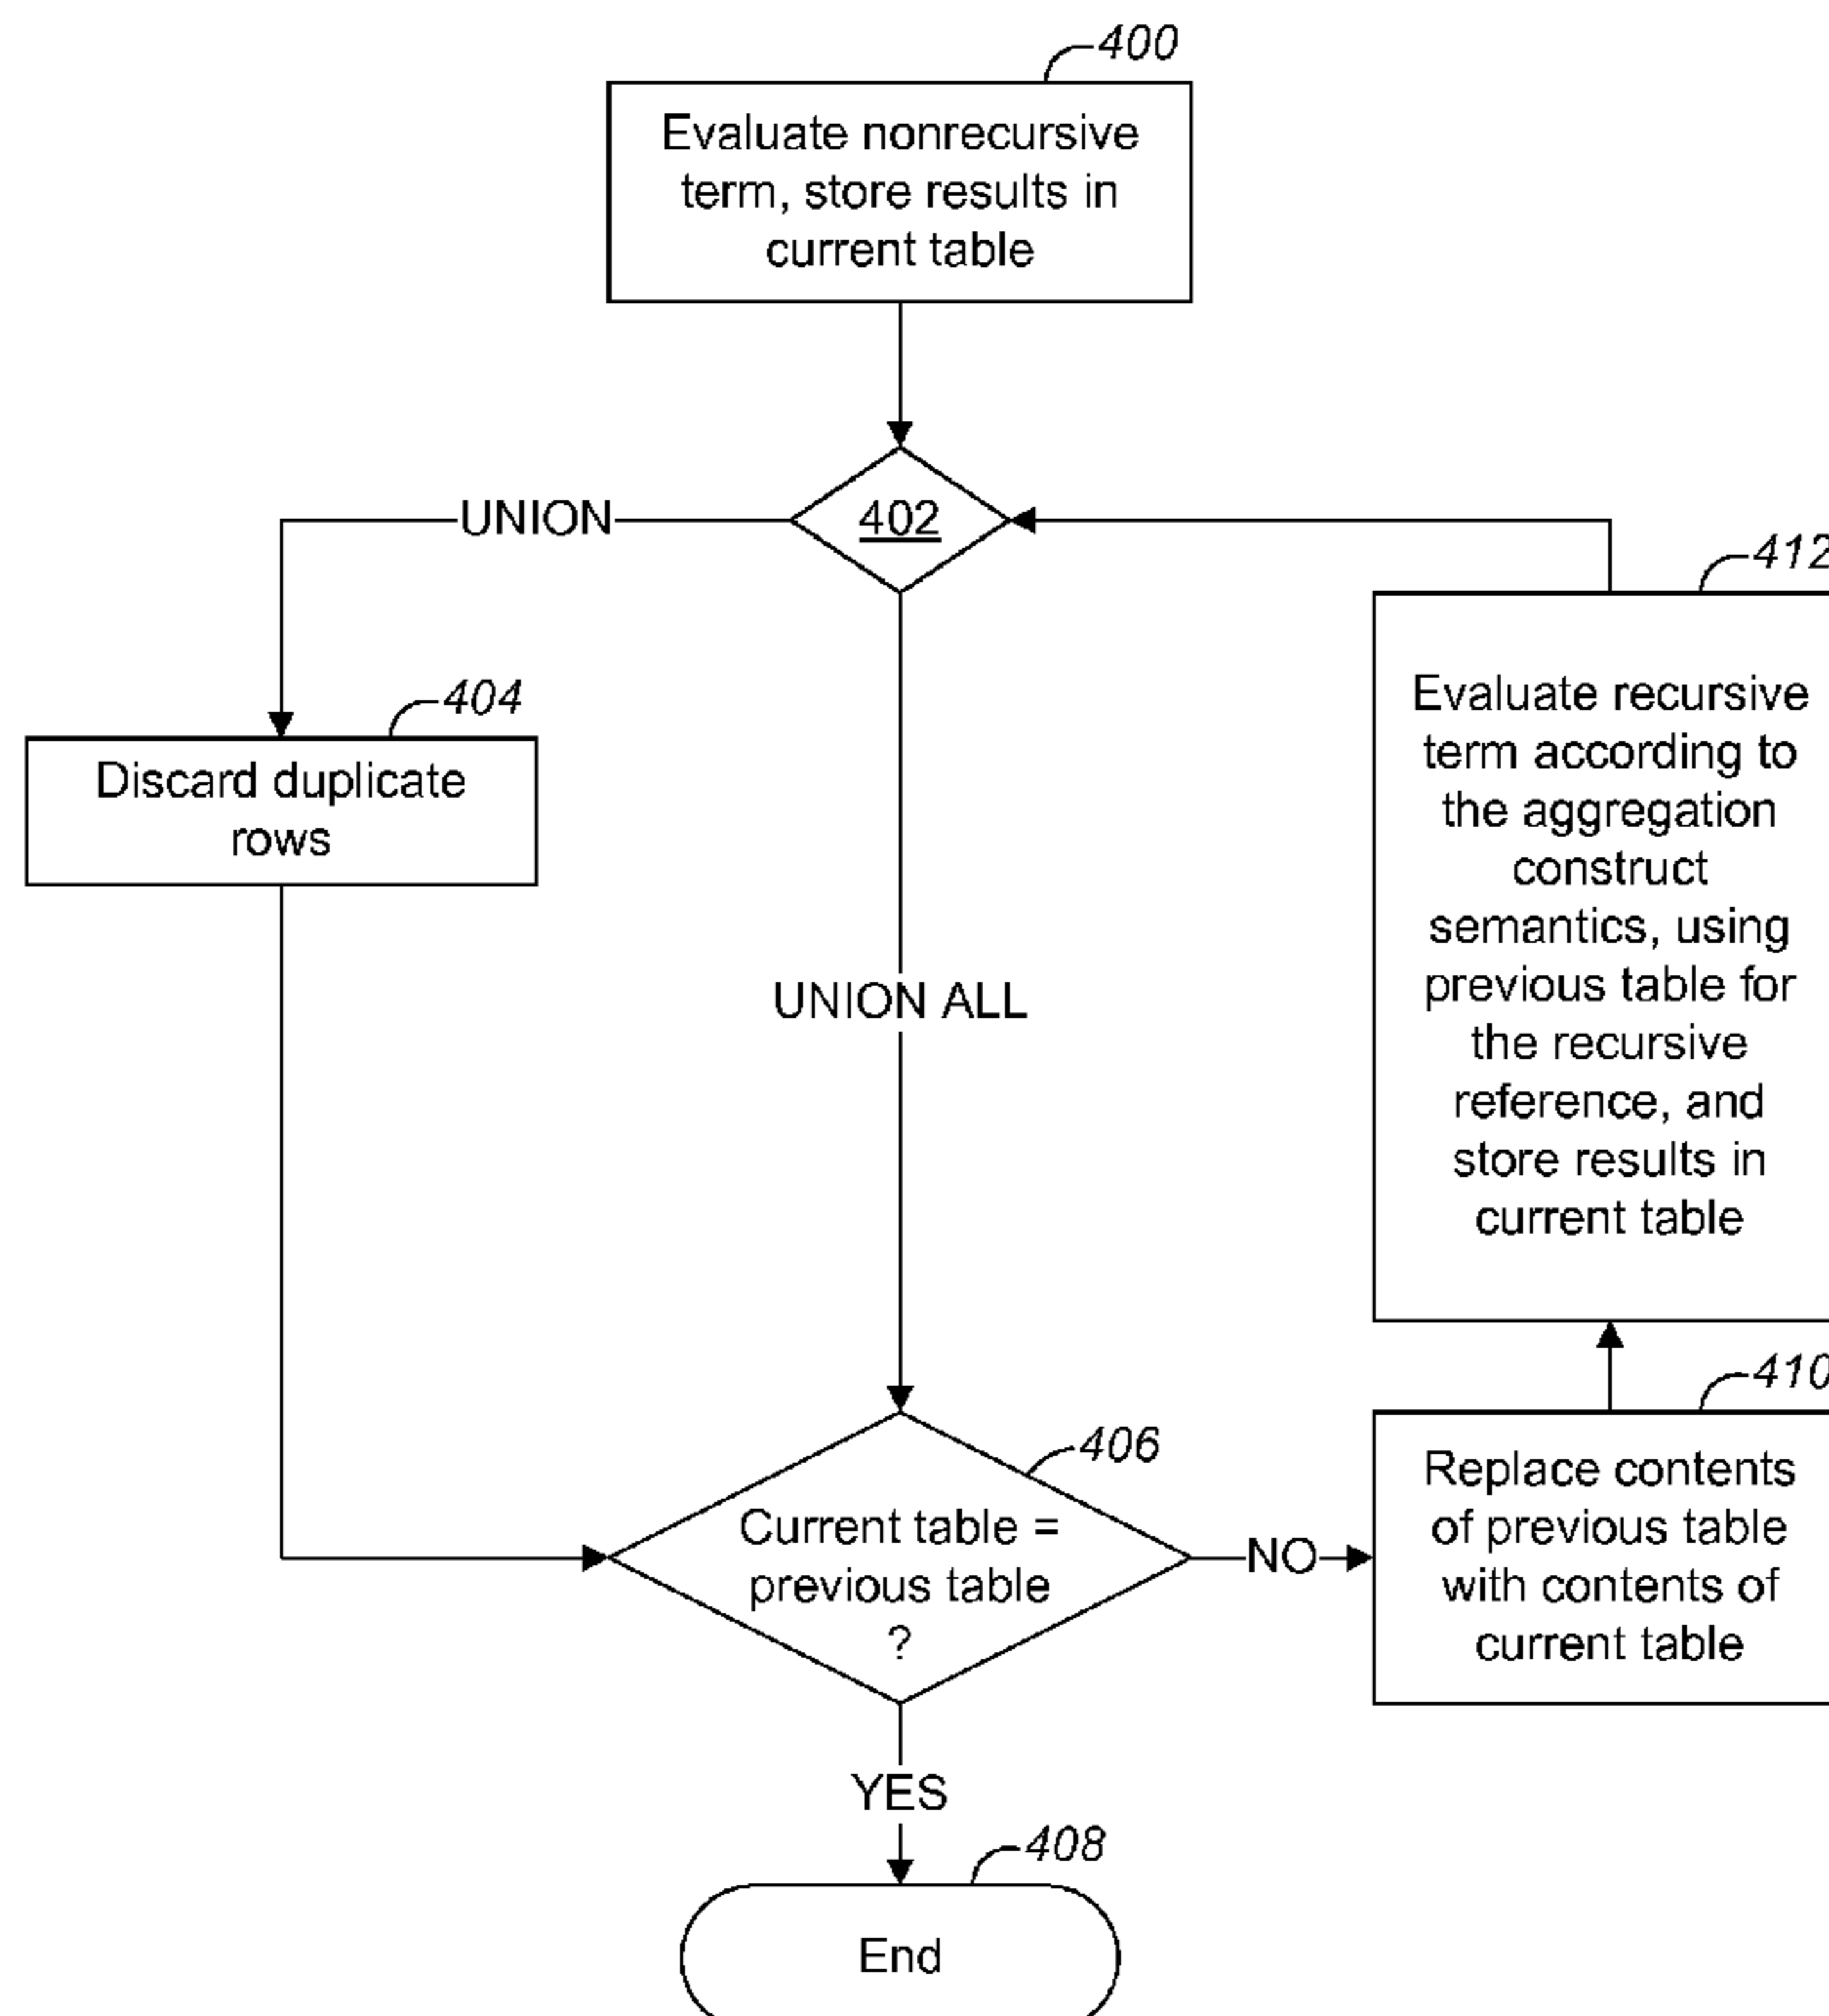 400
Evaluate nonrecursive
term, store results in
current table
402
UNION
412
404
Discard duplicate
rows
Evaluate recursive
term according to
the aggregation
construct
semantics, using
previous table for
the recursive
reference, and
store results in
current table
UNION ALL
406
Current table =
previous table
?
NO
410
Replace contents
of previous table
with contents of
current table
YES
408
End